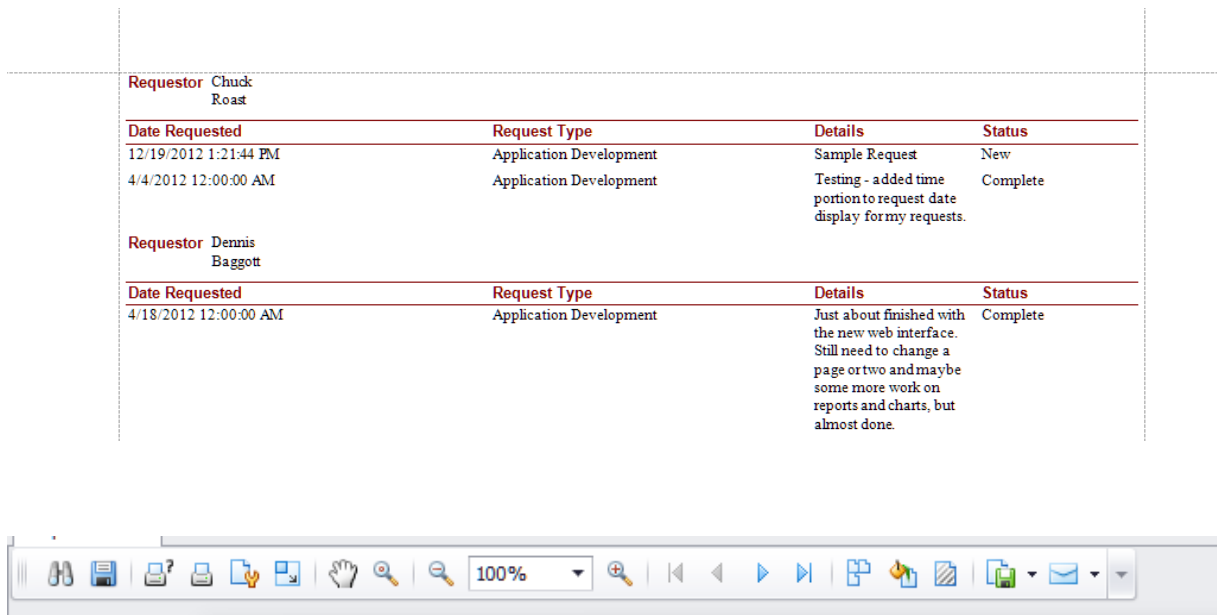 Requestor Chuck
Roast
Date Requested Request Type Details Status
12/19/2012 1:21:44 PM Application Development Sample Request New
4/4/2012 12:00:00 AM Application Development Testing - added time Complete
portion to request date
display for my requests.
Requestor Dennis
Baggott
Date Requested Request Type Details Status
4/18/2012 12:00:00 AM Application Development Just about finished with Complete
the new web interface.
Still need to change a
page or two and maybe
some more work on
reports and charts, but
almost done.
100%